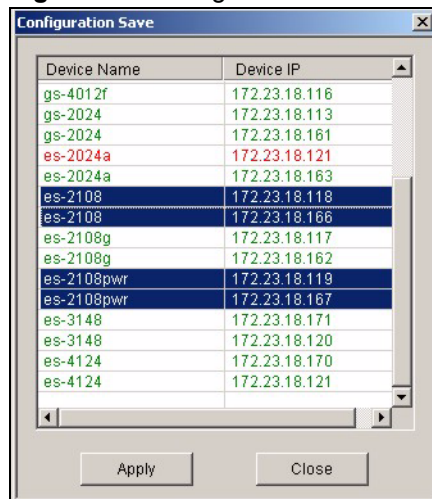 Configuration Save
Device Name Device IP
gs-4012f 172.23.18.116
gs-2024 172.23.18.113
gs-2024 172.23.18.161
es-2024a 172.23.18.121
es-2024a 172.23.18.163
es-2108 172.23.18.118
es-2108 172.23.18.166
es-2108g 172.23.18.117
es-2108g 172.23.18.162
es-2108pwr 172.23.18.119
es-2108pwr 172.23.18.167
es-3148 172.23.18.171
es-3148 172.23.18.120
es-4124 172.23.18.170
es-4124 172.23.18.121
Apply Close